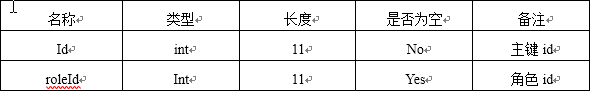 名称 类型 长度 是否为空 备注
Id int 11 No 主键 id
roleId Int 11 Yes 角色 id